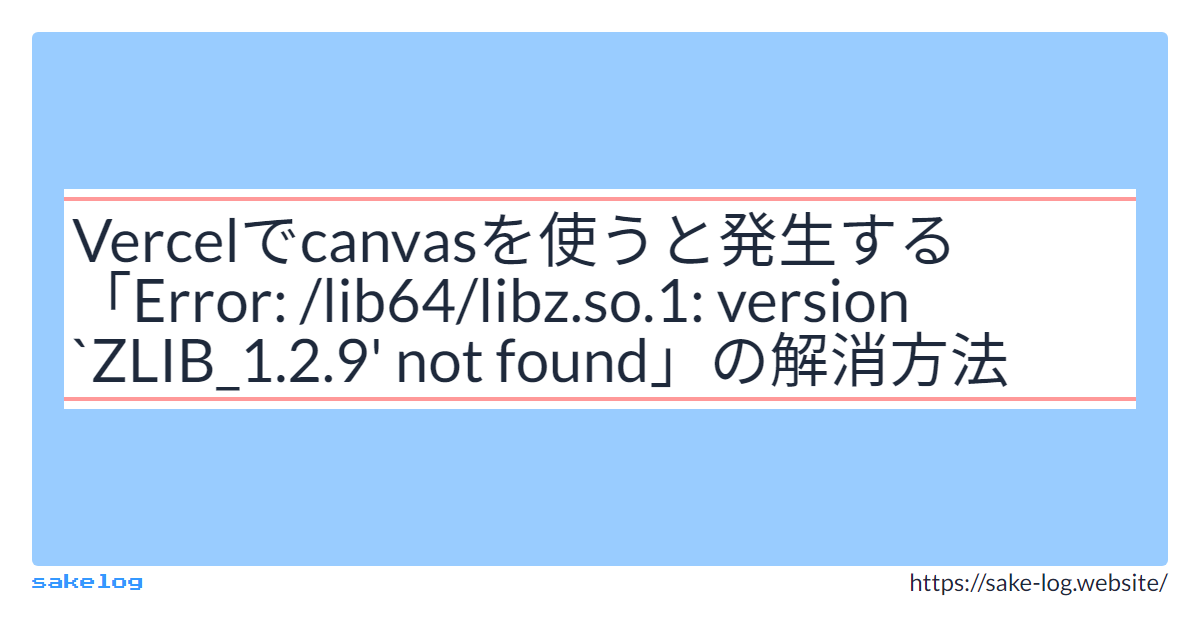 Vercelでcanvasを使うと発生する
「Error: /lib64/libz.so.1: version
`ZLIB_1.2.9' not found」の解消方法
sakelog
https://sake-log.website/